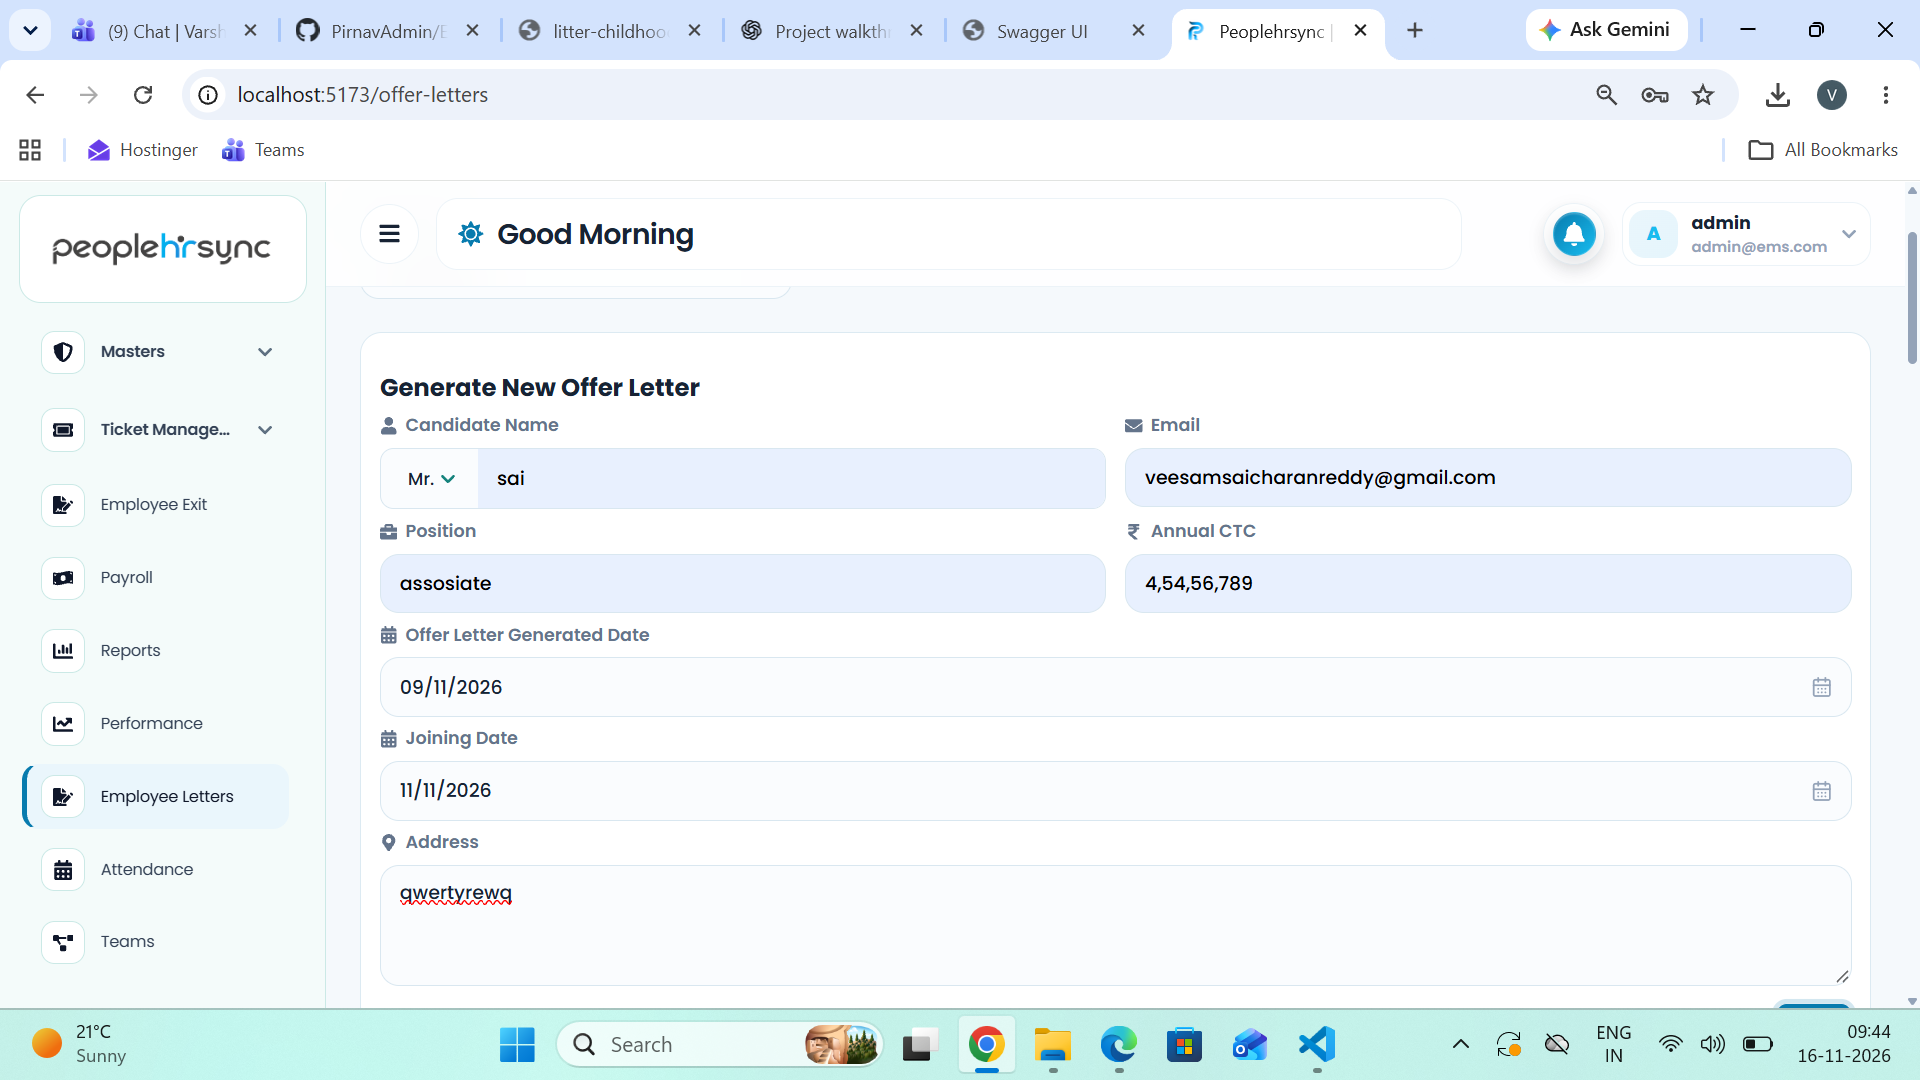 (9) Chat | Varsh
PirnavAdmin/E
litter-childhoo
Project walkthr
Swagger UI
Peoplehrsync |
Ask Gemini
localhost:5173/offer-letters
V
Hostinger
Teams
All Bookmarks
peoplehrsync
Good Morning
A
admin
admin@ems.com
Masters
Ticket Manage...
Employee Exit
Payroll
Reports
Performance
Employee Letters
Attendance
Teams
Generate New Offer Letter
Candidate Name
Email
Mr.
sai
veesamsaicharanreddy@gmail.com
Position
₹ Annual CTC
assosiate
4,54,56,789
Offer Letter Generated Date
09/11/2026
Joining Date
11/11/2026
Address
qwertyrewq
21°C
Sunny
Search
ENG
IN
09:44
16-11-2026